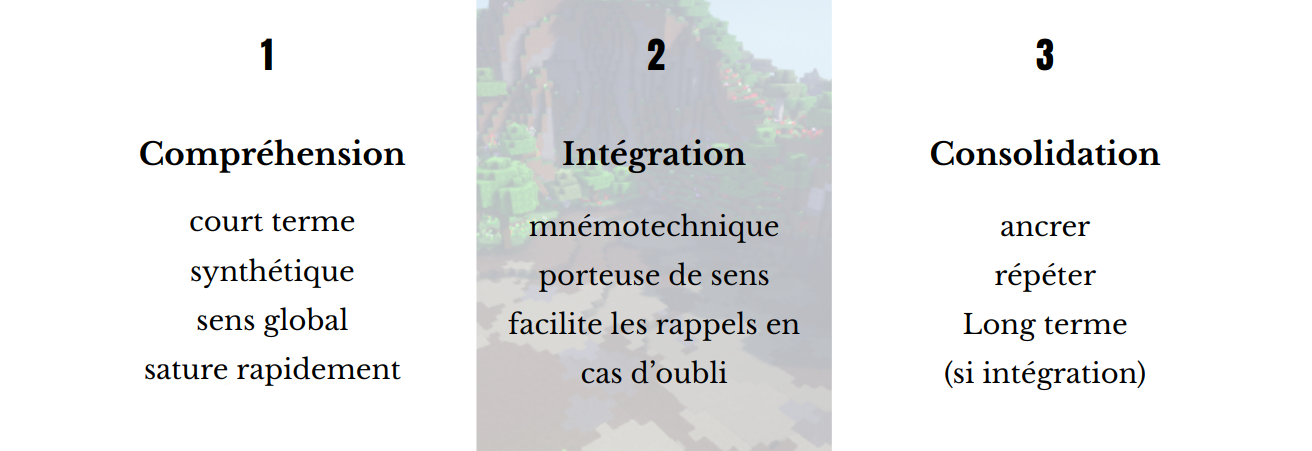 1
Compréhension
court terme
synthétique
sens global
sature rapidement
2
Intégration
mnémotechnique
porteuse de sens
facilite les rappels en
cas d’oubli
3
Consolidation
ancrer
répéter
Long terme
(si intégration)